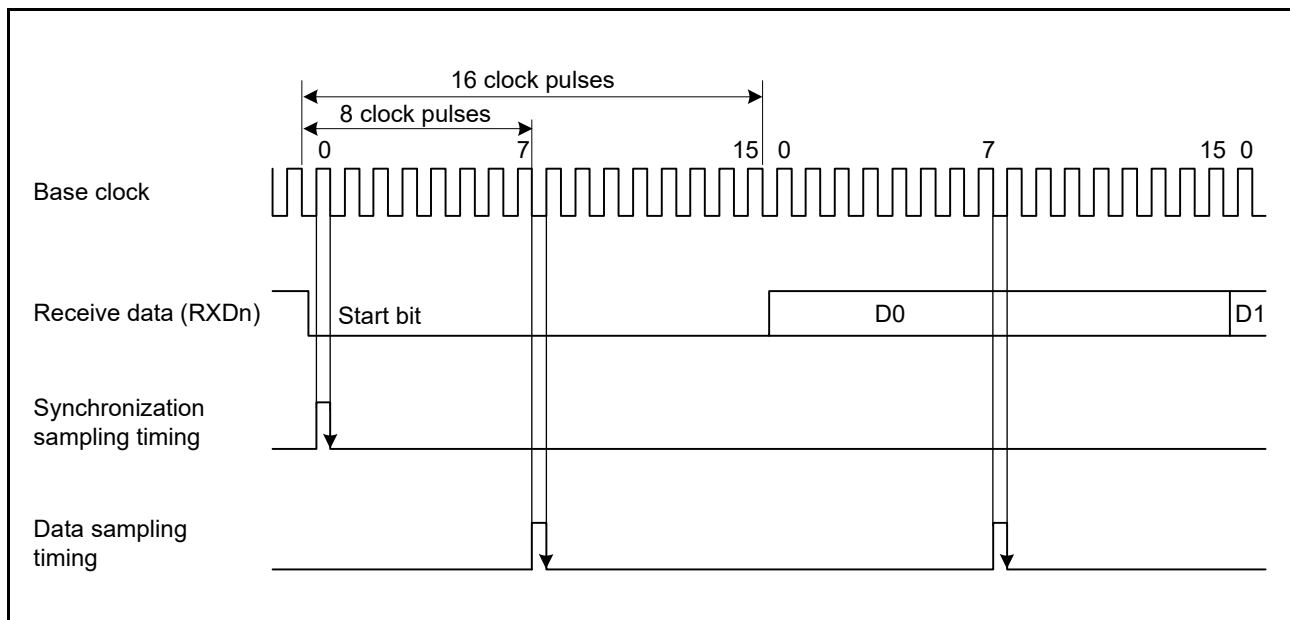 16 clock pulses
8 clock pulses
0 7 15 0 7 15 0
Base clock
Receive data (RXDn)
Start bit
D0
D1
Synchronization
sampling timing
Data sampling
timing